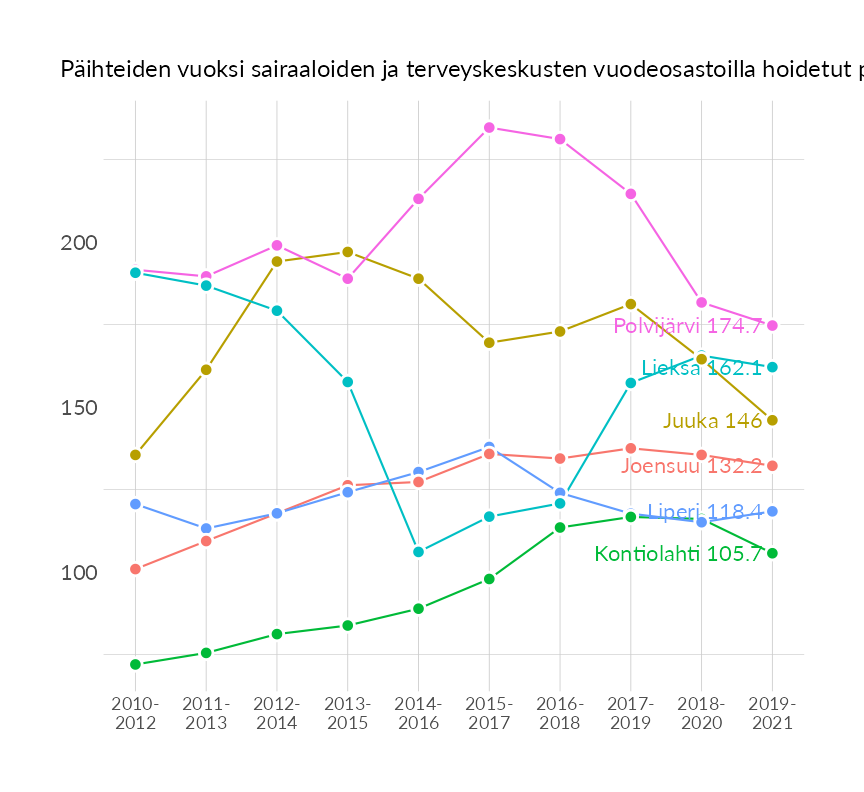 Päihteiden vuoksi sairaaloiden ja terveyskeskusten vuodeosastoilla hoidetut
200
150
100
Polvijärvi 174.7
Lieksa 162.1
Juuka 146
Joensuu 132.2
Liperi 118.4
Kontiolahti 105.7
2010- 2011- 2012- 2013- 2014- 2015- 2016- 2017- 2018- 2019-
2012 2013 2014 2015 2016 2017 2018 2019 2020 2021